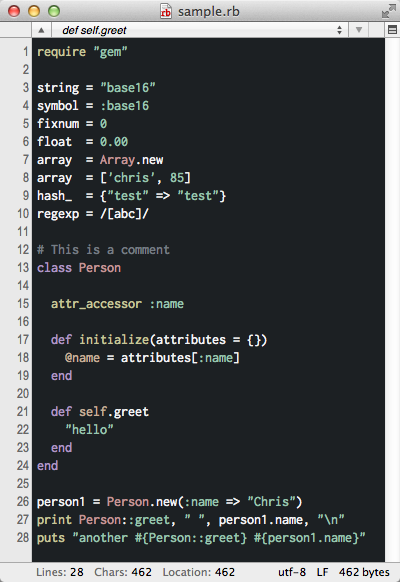 sample.rb
def self.greet
1 require "gem"
2
3 string = "base16"
4 symbol = :base16
5 fixnum = 0
6 float  = 0.00
7 array  = Array.new
8 array  = ['chris', 85]
9 hash_  = {"test" => "test"}
10 regexp = /[abc]/
11
12 # This is a comment
13 class Person
14
15   attr_accessor :name
16
17   def initialize(attributes = {})
18     @name = attributes[:name]
19   end
20
21   def self.greet
22     "hello"
23   end
24 end
25
26 person1 = Person.new(:name => "Chris")
27 print Person::greet, " ", person1.name, "\n"
28 puts "another #{Person::greet} #{person1.name}"
Lines: 28 Chars: 462 Location: 462 utf-8 LF 462 bytes